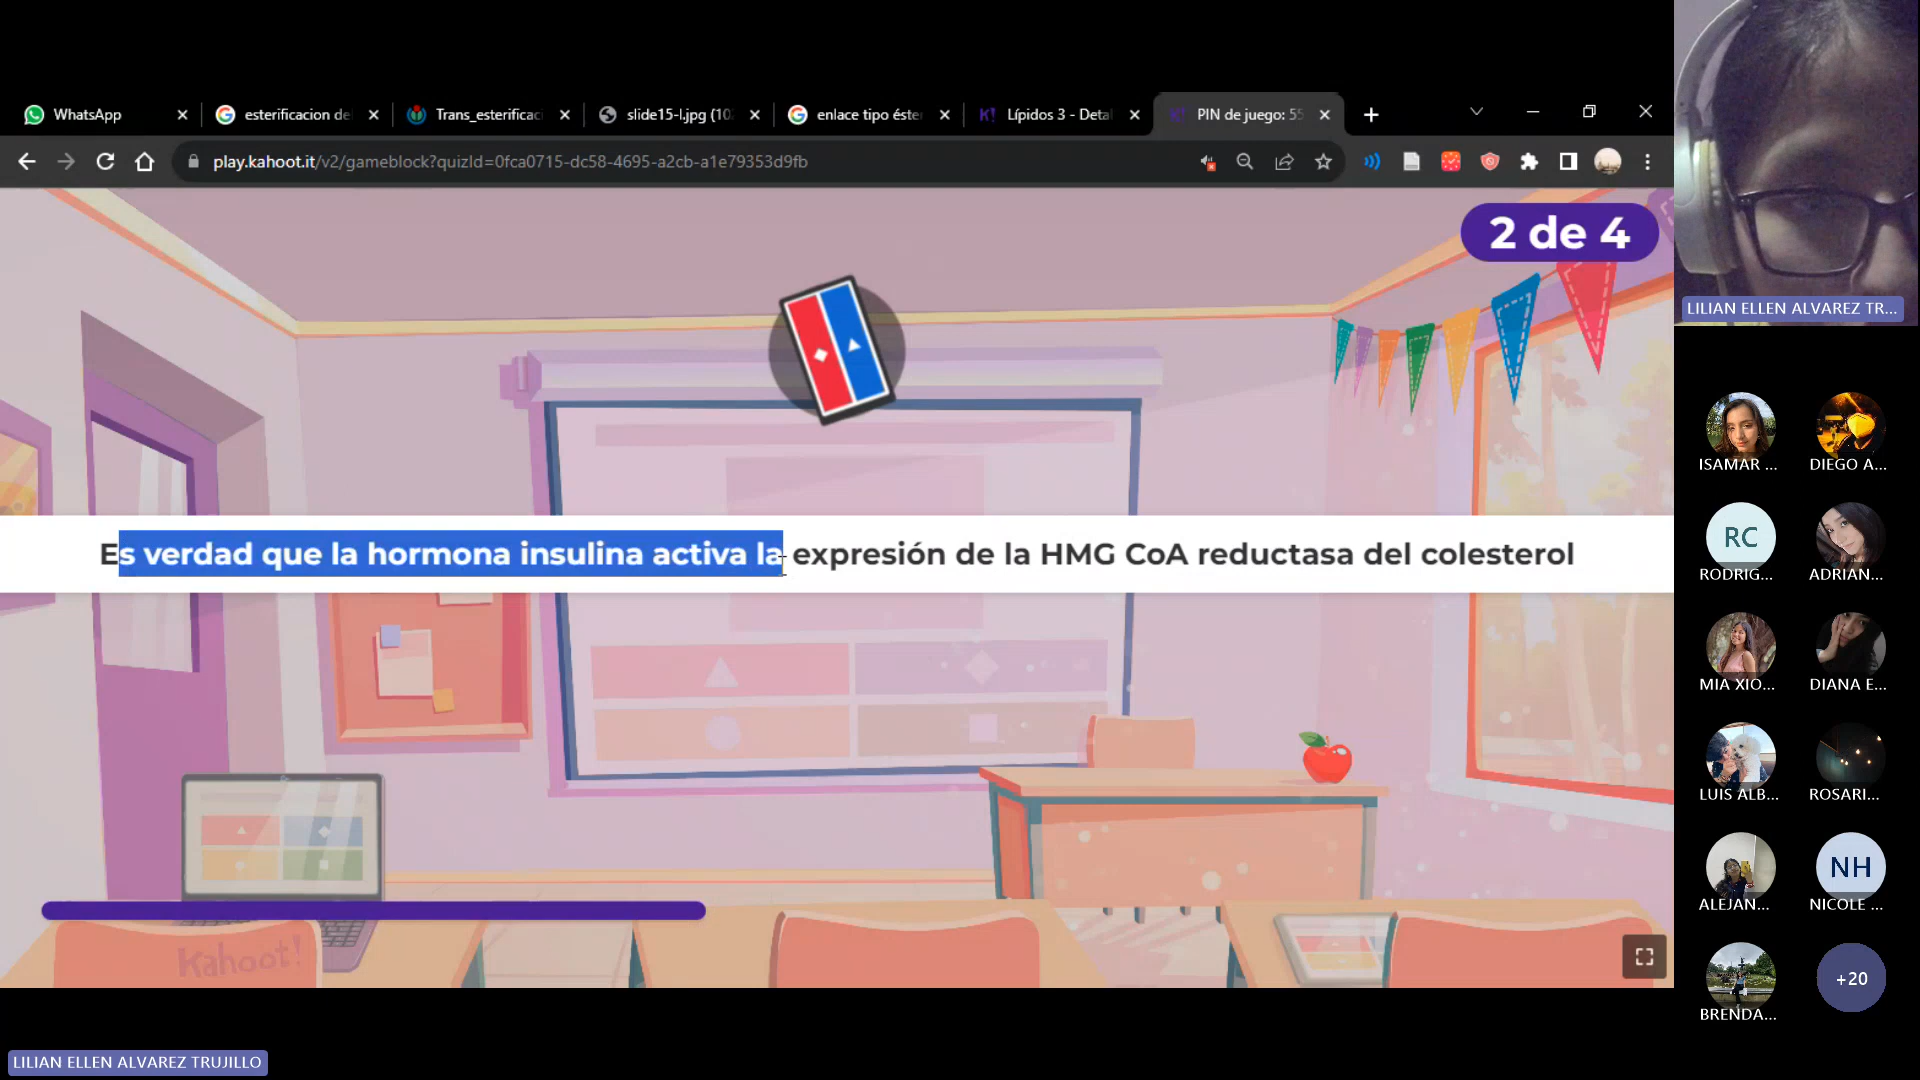 WhatsApp
esterificacion de
Trans_esterificaci
slide15-l.jpg (10
enlace tipo éste
K! Lípidos 3 - Detal
PIN de juego: 55
play.kahoot.it/v2/gameblock?quizId=0fca0715-dc58-4695-a2cb-a1e79353d9fb
2 de 4
Es verdad que la hormona insulina activa la expresión de la HMG CoA reductasa del colesterol
Kahoot!
LILIAN ELLEN ALVAREZ TR...
ISAMAR ...
DIEGO A...
RC
RODRIG...
ADRIAN...
MIA XIO...
DIANA E...
LUIS ALB...
ROSARI...
ALEJAN...
NH
NICOLE ...
BRENDA...
+20
LILIAN ELLEN ALVAREZ TRUJILLO